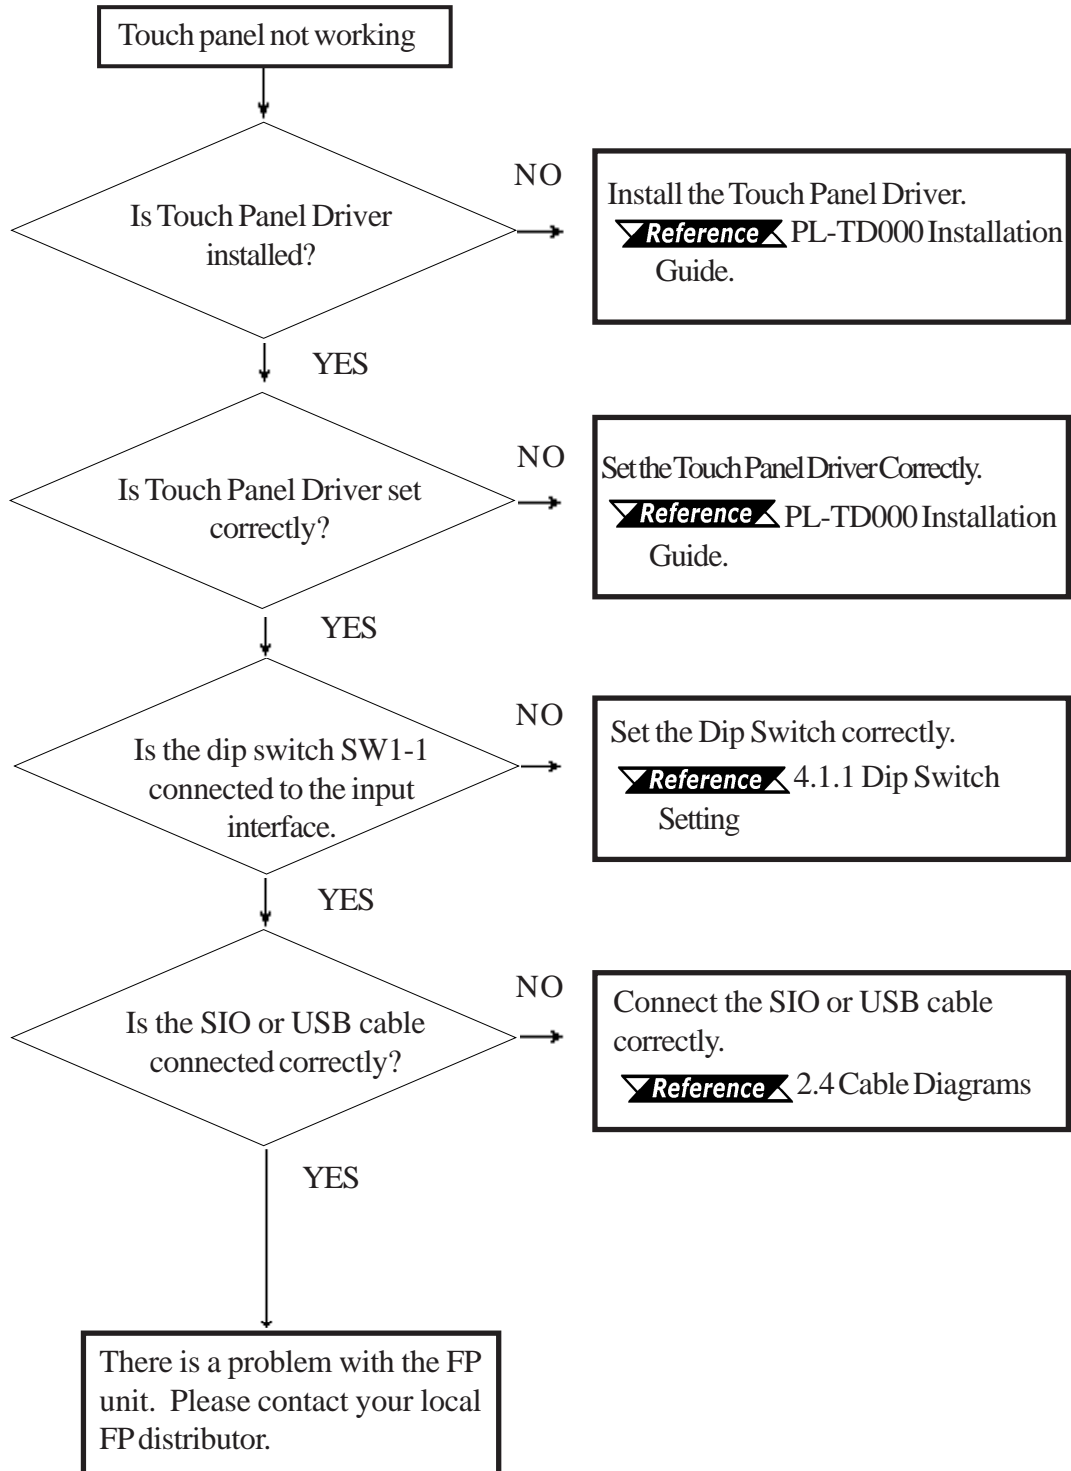 Touch panel not working
NO
Is Touch Panel Driver
installed?
Install the Touch Panel Driver.
Reference PL-TD000 Installation
Guide.
YES
NO
Is Touch Panel Driver set
correctly?
Set the Touch Panel Driver Correctly.
Reference PL-TD000 Installation
Guide.
YES
NO
Is the dip switch SW1-1
connected to the input
interface.
Set the Dip Switch correctly.
Reference 4.1.1 Dip Switch
Setting
YES
NO
Is the SIO or USB cable
connected correctly?
Connect the SIO or USB cable
correctly.
Reference 2.4 Cable Diagrams
YES
There is a problem with the FP
unit. Please contact your local
FP distributor.